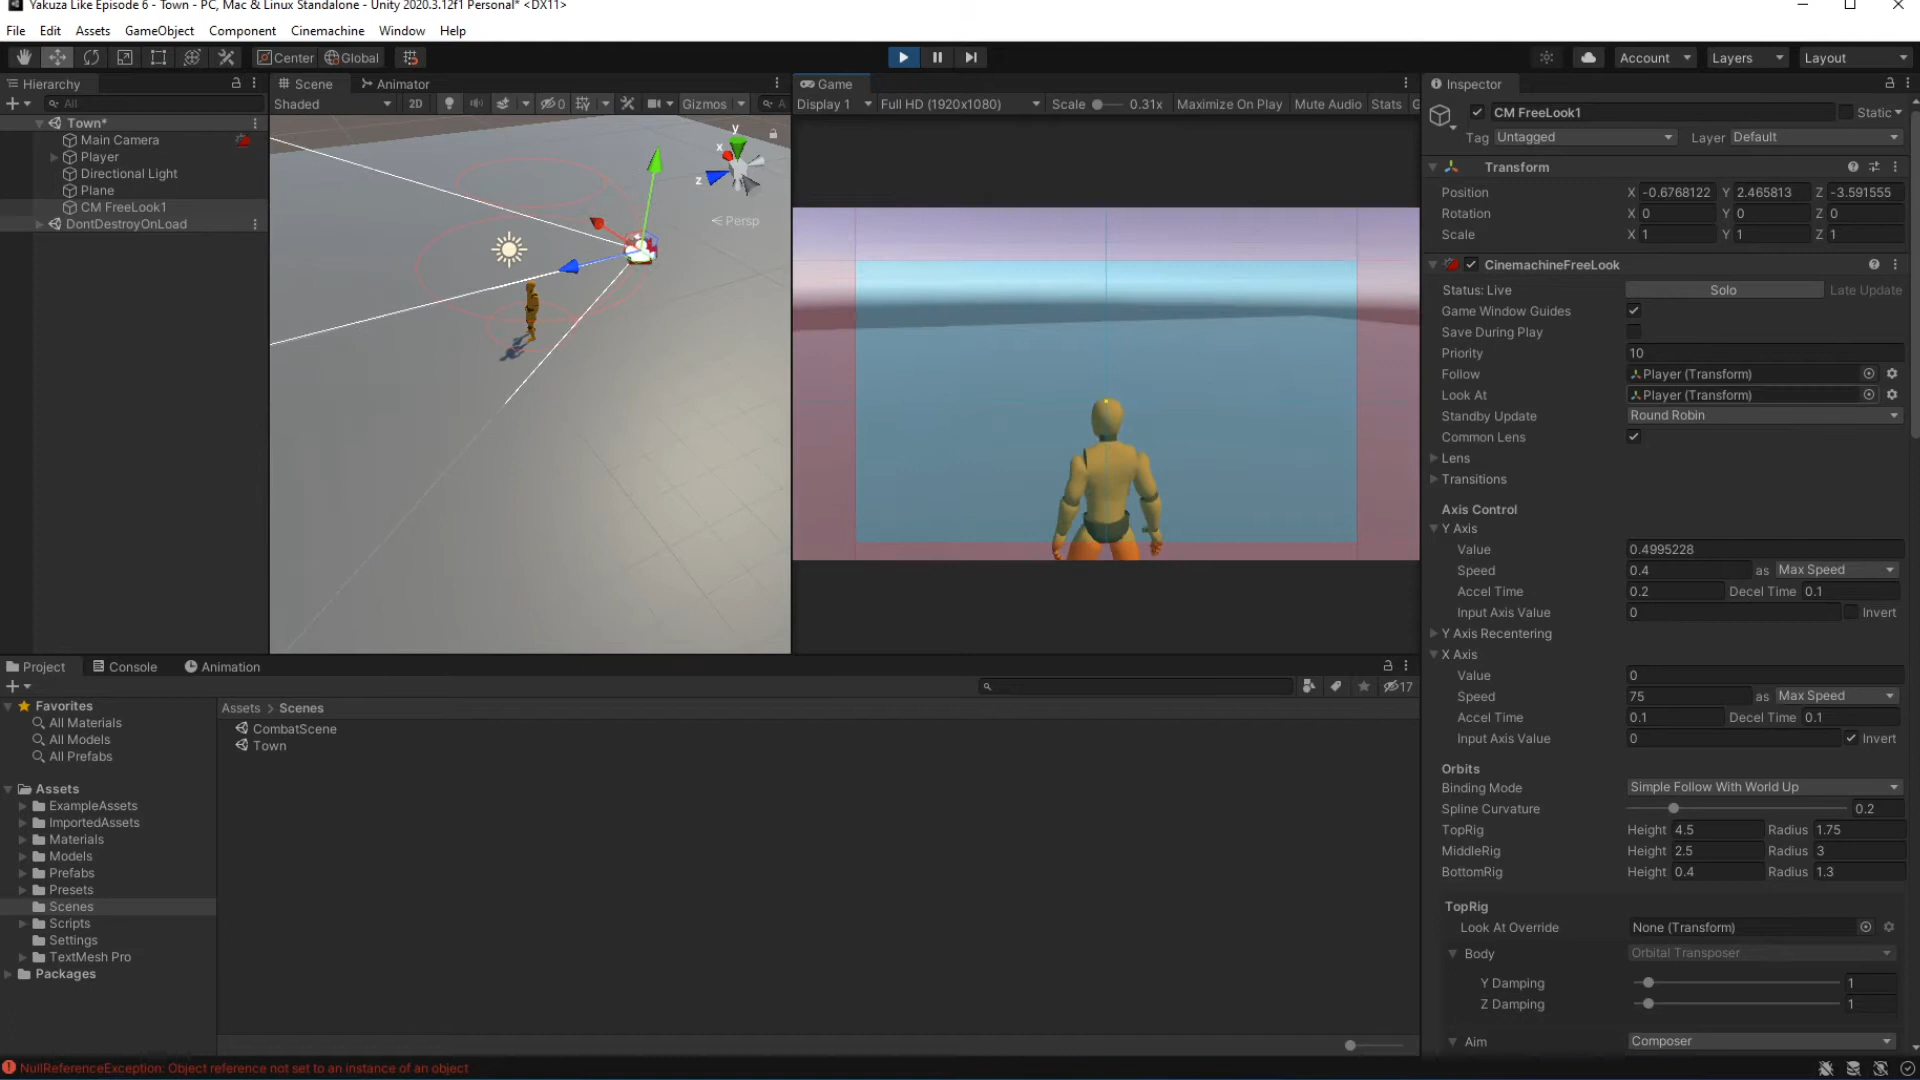 Yakuza Like Episode 6 - Town - PC, Mac & Linux Standalone - Unity 2020.3.12f1 Personal* <DX11>
File Edit Assets GameObject Component Cinemachine Window Help
Center Global Account Layers Layout
Hierarchy
All
Town*
Main Camera
Player
Directional Light
Plane
CM FreeLook1
DontDestroyOnLoad
Scene Animator
Shaded 2D 0 Gizmos A
y
x
z
Persp
Game
Display 1 Full HD (1920x1080) Scale 0.31x Maximize On Play Mute Audio Stats G
Inspector
CM FreeLook1 Static
Tag Untagged Layer Default
Transform
Position X -0.6768122 Y 2.465813 Z -3.591555
Rotation X 0 Y 0 Z 0
Scale X 1 Y 1 Z 1
CinemachineFreeLook
Status: Live Solo Late Update
Game Window Guides
Save During Play
Priority 10
Follow Player (Transform)
Look At Player (Transform)
Standby Update Round Robin
Common Lens
Lens
Transitions
Axis Control
Y Axis
Value 0.4995228
Speed 0.4 as Max Speed
Accel Time 0.2 Decel Time 0.1
Input Axis Value 0 Invert
Y Axis Recentering
X Axis
Value 0
Speed 75 as Max Speed
Accel Time 0.1 Decel Time 0.1
Input Axis Value 0 Invert
Orbits
Binding Mode Simple Follow With World Up
Spline Curvature 0.2
TopRig Height 4.5 Radius 1.75
MiddleRig Height 2.5 Radius 3
BottomRig Height 0.4 Radius 1.3
TopRig
Look At Override None (Transform)
Body Orbital Transposer
Y Damping 1
Z Damping 1
Aim Composer
Project Console Animation
17
Favorites
All Materials
All Models
All Prefabs
Assets
ExampleAssets
ImportedAssets
Materials
Models
Prefabs
Presets
Scenes
Scripts
Settings
TextMesh Pro
Packages
Assets > Scenes
CombatScene
Town
NullReferenceException: Object reference not set to an instance of an object